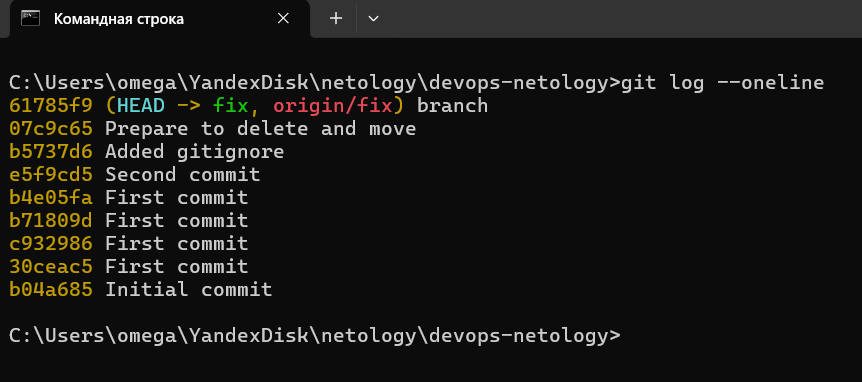 Командная строка
C:\Users\omega\YandexDisk\netology\devops-netology>git log --oneline
61785f9 (HEAD -> fix, origin/fix) branch
07c9c65 Prepare to delete and move
b5737d6 Added gitignore
e5f9cd5 Second commit
b4e05fa First commit
b71809d First commit
c932986 First commit
30ceac5 First commit
b04a685 Initial commit
C:\Users\omega\YandexDisk\netology\devops-netology>